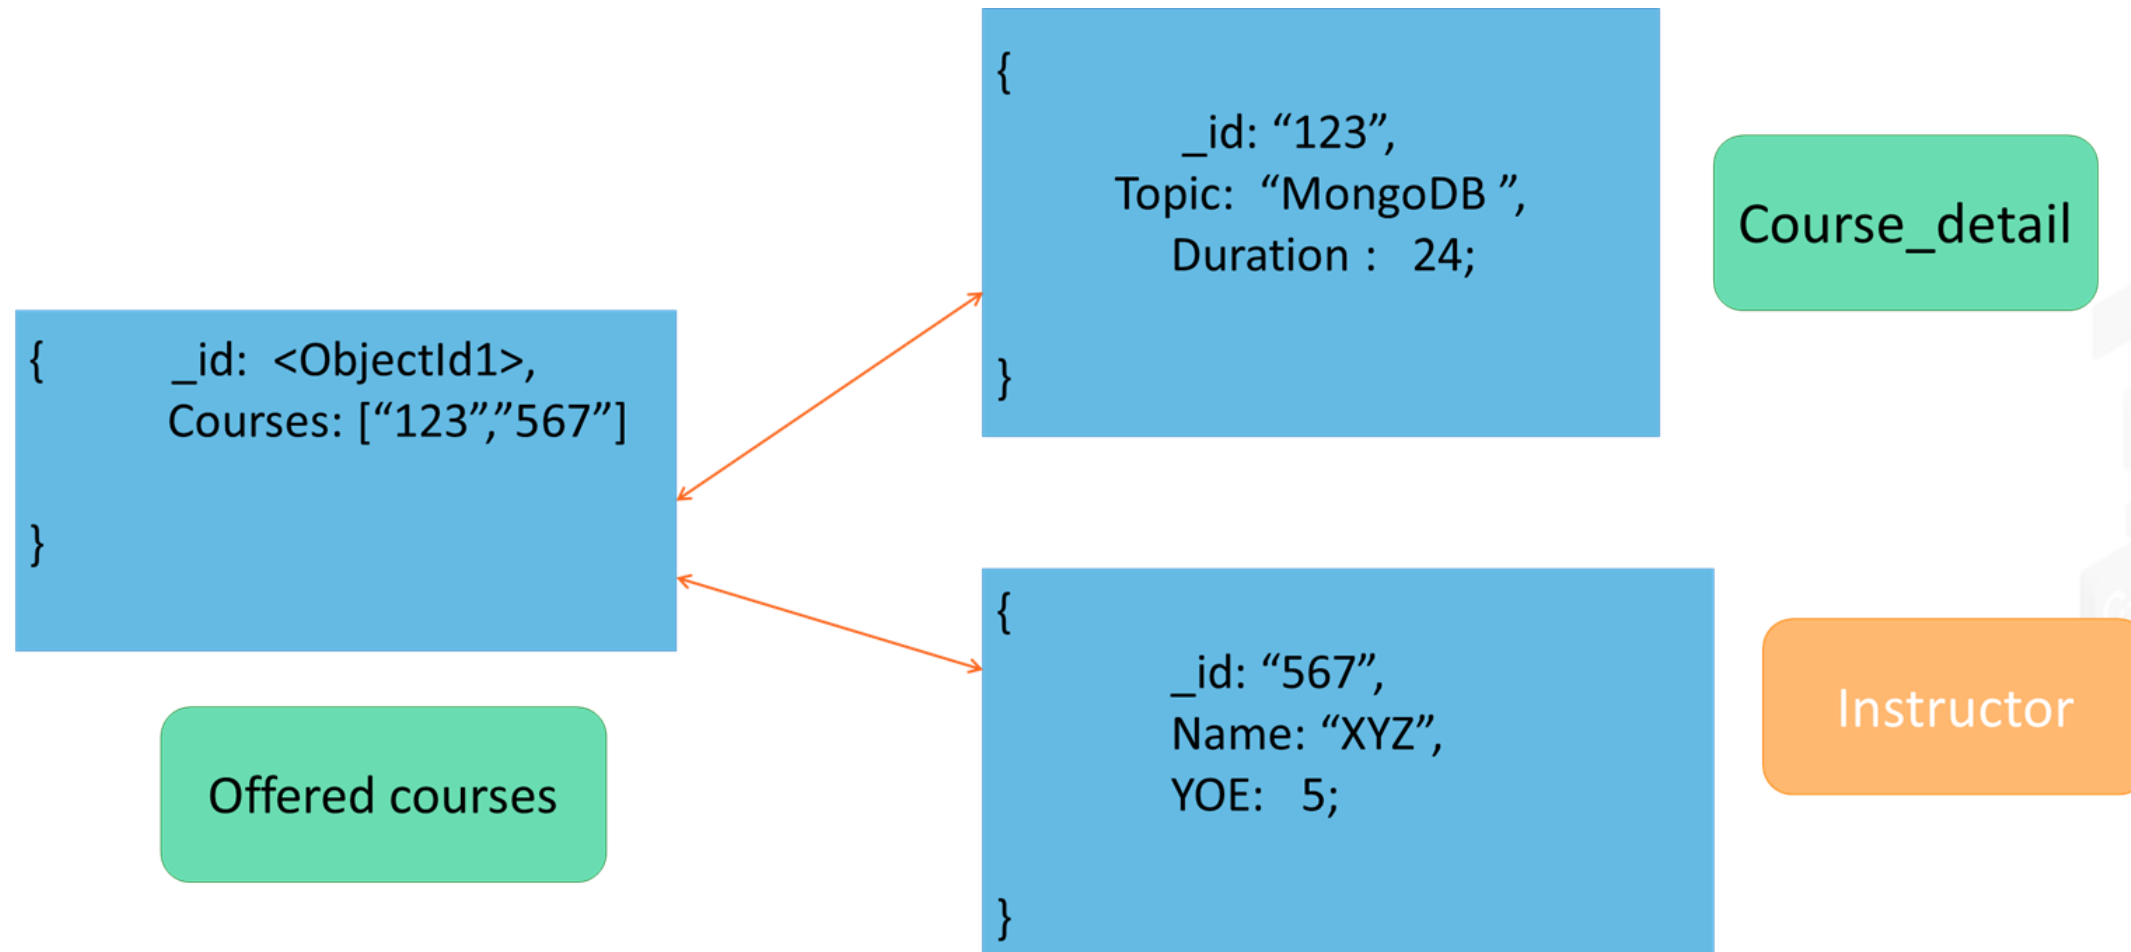 { _id: <ObjectId1>,
Courses: [“123”,”567”]
}
Offered courses
{
_id: “123”,
Topic: “MongoDB ”,
Duration : 24;
}
Course_detail
{
_id: “567”,
Name: “XYZ”,
YOE: 5;
}
Instructor